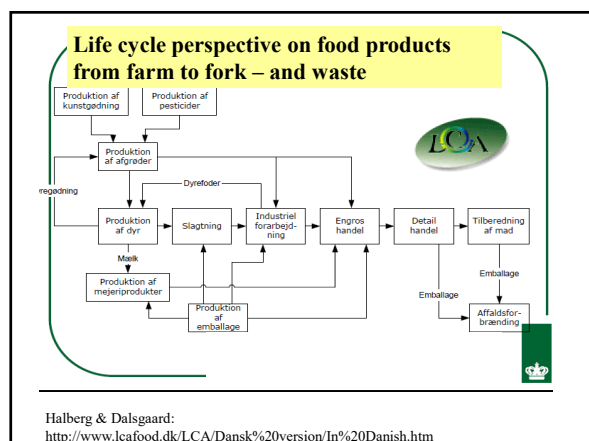 Life cycle perspective on food products
from farm to fork – and waste
Produktion af
kunstgødning
Produktion af
pesticider
Produktion
af afgrøder
LCA
Dyrefoder
Produktion
af dyr
Slagtning
Industriel
forarbejd-
ning
Engros
handel
Detail
handel
Tilberedning
af mad
Mælk
Produktion af
mejeriprodukter
Produktion
af
emballage
Emballage
Emballage
Affaldsfor-
brænding
Halberg & Dalsgaard:
http://www.lcafood.dk/LCA/Dansk%20version/In%20Danish.htm